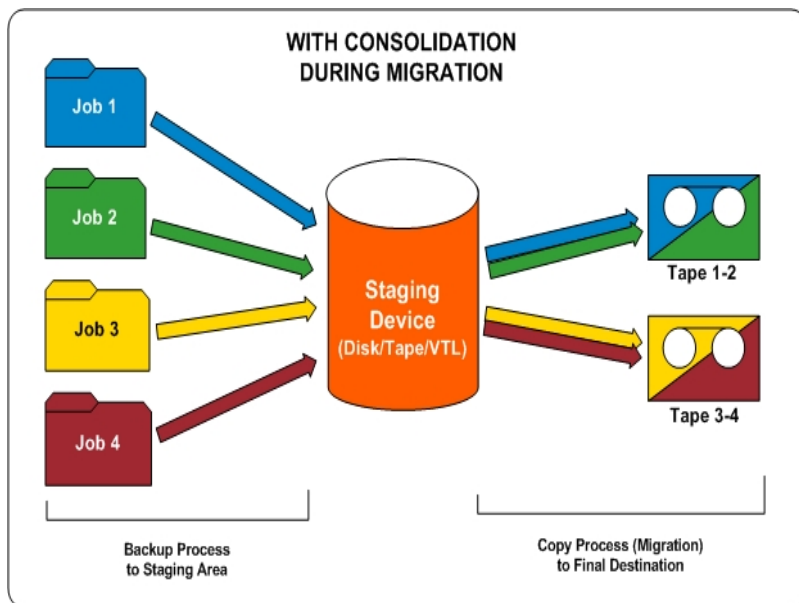 WITH CONSOLIDATION
DURING MIGRATION
Job 1
Job 2
Job 3
Job 4
Staging
Device
(Disk/Tape/VTL)
Tape 1-2
Tape 3-4
Backup Process
to Staging Area
Copy Process (Migration)
to Final Destination